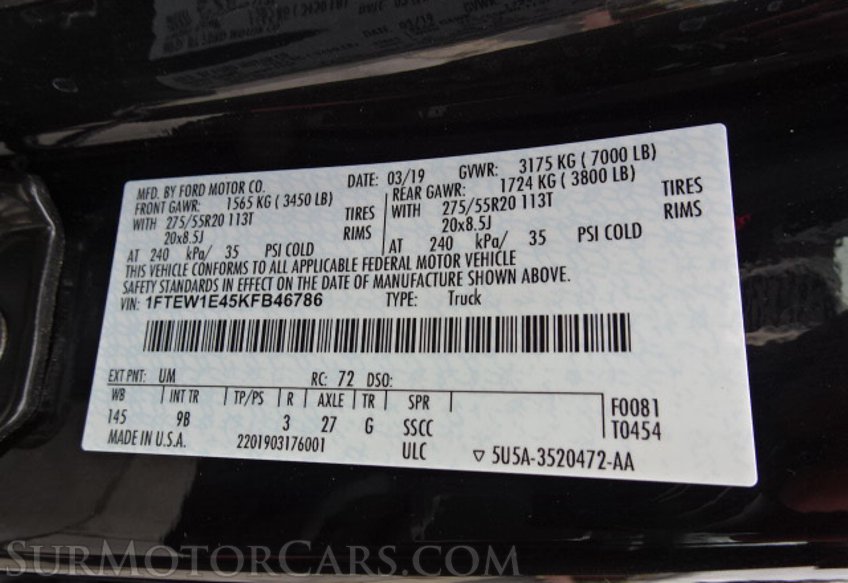 MFD. BY FORD MOTOR CO. DATE: 03/19 GVWR: 3175 KG ( 7000 LB)
FRONT GAWR: 1565 KG ( 3450 LB) REAR GAWR: 1724 KG ( 3800 LB)
WITH 275/55R20 113T TIRES WITH 275/55R20 113T TIRES
20x8.5J RIMS 20x8.5J RIMS
AT 240 kPa/ 35 PSI COLD AT 240 kPa/ 35 PSI COLD
THIS VEHICLE CONFORMS TO ALL APPLICABLE FEDERAL MOTOR VEHICLE
SAFETY STANDARDS IN EFFECT ON THE DATE OF MANUFACTURE SHOWN ABOVE.
VIN: 1FTEW1E45KFB46786 TYPE: Truck
EXT PNT: UM RC: 72 DSO:
WB INT TR TP/PS R AXLE TR SPR F0081
145 9B 3 27 G SSCC T0454
MADE IN U.S.A. 2201903176001 ULC ▽ 5U5A-3520472-AA
SURMOTORCARS.COM